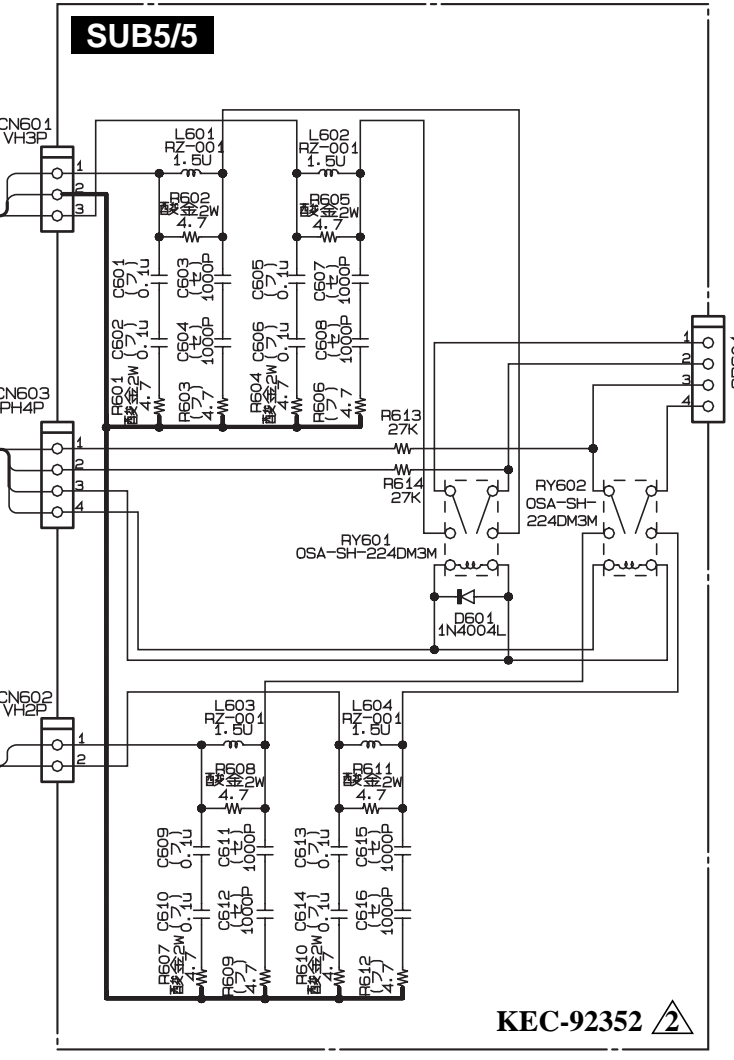 SUB5/5
CN601
VH3P
1
2
3
L601
RZ-001
1.5U
L602
RZ-001
1.5U
R602
酸金2W
4.7
R605
酸金2W
4.7
C601
(フ)
0.1u
C603
(セ)
1000P
C605
(フ)
0.1u
C607
(セ)
1000P
C602
(フ)
0.1u
C604
(セ)
1000P
C606
(フ)
0.1u
C608
(セ)
1000P
R601
酸金2W
4.7
R603
(フ)
4.7
R604
酸金2W
4.7
R606
(フ)
4.7
1
2
3
4
CN603
PH4P
1
2
3
4
R613
27K
R614
27K
RY601
OSA-SH-224DM3M
RY602
OSA-SH-
224DM3M
D601
1N4004L
CN602
VH2P
1
2
L603
RZ-001
1.5U
L604
RZ-001
1.5U
R608
酸金2W
4.7
R611
酸金2W
4.7
C609
(フ)
0.1u
C611
(セ)
1000P
C613
(フ)
0.1u
C615
(セ)
1000P
C610
(フ)
0.1u
C612
(セ)
1000P
C614
(フ)
0.1u
C616
(セ)
1000P
R607
酸金2W
4.7
R609
(フ)
4.7
R610
酸金2W
4.7
R612
(フ)
4.7
KEC-92352 2